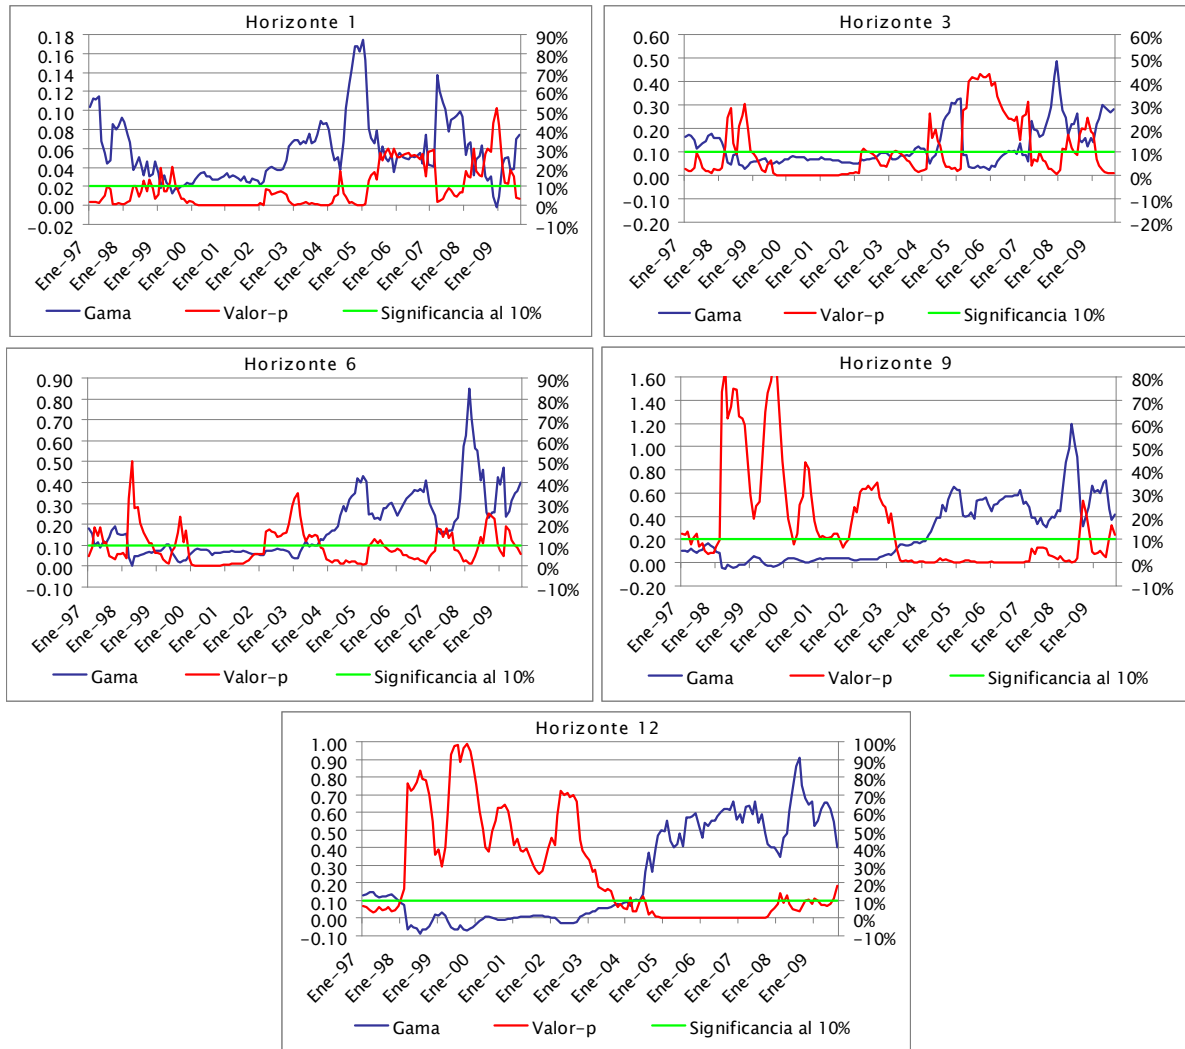 Horizonte 1
0.18
0.16
0.14
0.12
0.10
0.08
0.06
0.04
0.02
0.00
−0.02
90%
80%
70%
60%
50%
40%
30%
20%
10%
0%
−10%
Ene−97
Ene−98
Ene−99
Ene−00
Ene−01
Ene−02
Ene−03
Ene−04
Ene−05
Ene−06
Ene−07
Ene−08
Ene−09
Gama Valor−p Significancia al 10%
Horizonte 3
0.60
0.50
0.40
0.30
0.20
0.10
0.00
−0.10
−0.20
60%
50%
40%
30%
20%
10%
0%
−10%
−20%
Ene−97
Ene−98
Ene−99
Ene−00
Ene−01
Ene−02
Ene−03
Ene−04
Ene−05
Ene−06
Ene−07
Ene−08
Ene−09
Gama Valor−p Significancia al 10%
Horizonte 6
0.90
0.80
0.70
0.60
0.50
0.40
0.30
0.20
0.10
0.00
−0.10
90%
80%
70%
60%
50%
40%
30%
20%
10%
0%
−10%
Ene−97
Ene−98
Ene−99
Ene−00
Ene−01
Ene−02
Ene−03
Ene−04
Ene−05
Ene−06
Ene−07
Ene−08
Ene−09
Gama Valor−p Significancia al 10%
Horizonte 9
1.60
1.40
1.20
1.00
0.80
0.60
0.40
0.20
0.00
−0.20
80%
70%
60%
50%
40%
30%
20%
10%
0%
−10%
Ene−97
Ene−98
Ene−99
Ene−00
Ene−01
Ene−02
Ene−03
Ene−04
Ene−05
Ene−06
Ene−07
Ene−08
Ene−09
Gama Valor−p Significancia al 10%
Horizonte 12
1.00
0.90
0.80
0.70
0.60
0.50
0.40
0.30
0.20
0.10
0.00
−0.10
100%
90%
80%
70%
60%
50%
40%
30%
20%
10%
0%
−10%
Ene−97
Ene−98
Ene−99
Ene−00
Ene−01
Ene−02
Ene−03
Ene−04
Ene−05
Ene−06
Ene−07
Ene−08
Ene−09
Gama Valor−p Significancia al 10%